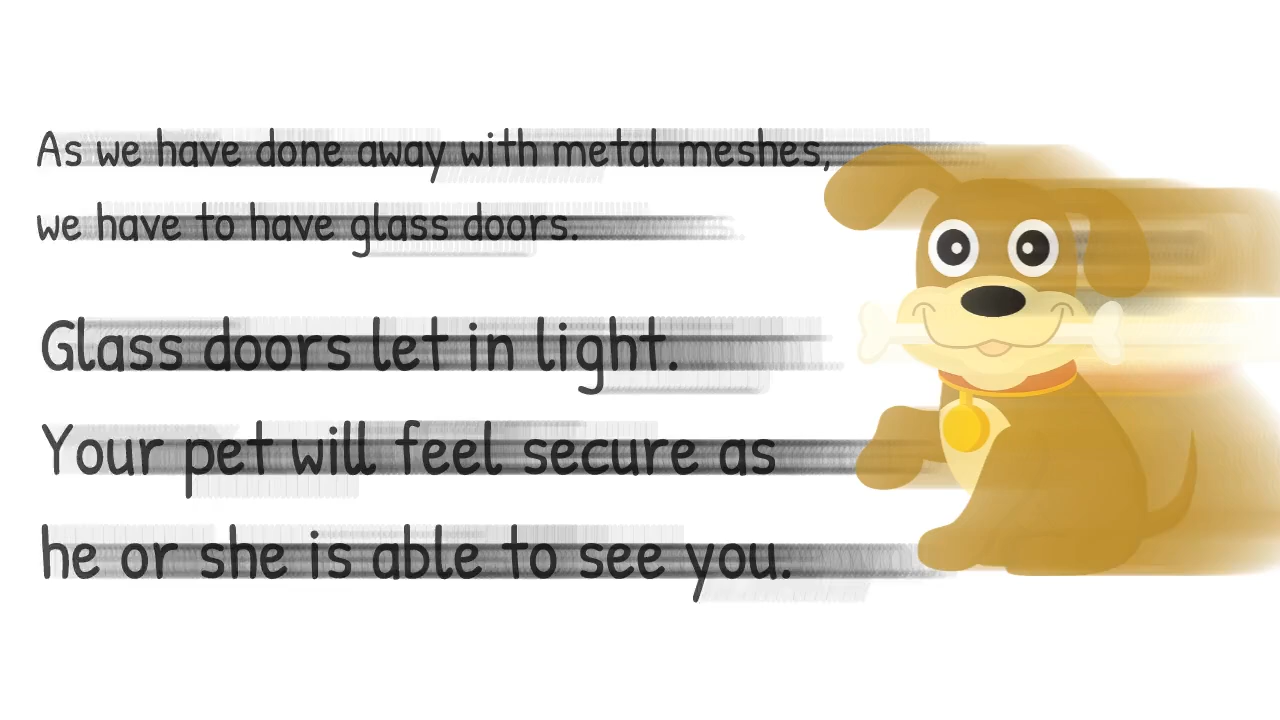 As we have done away with metal meshes,
we have to have glass doors.
Glass doors let in light.
Your pet will feel secure as
he or she is able to see you.